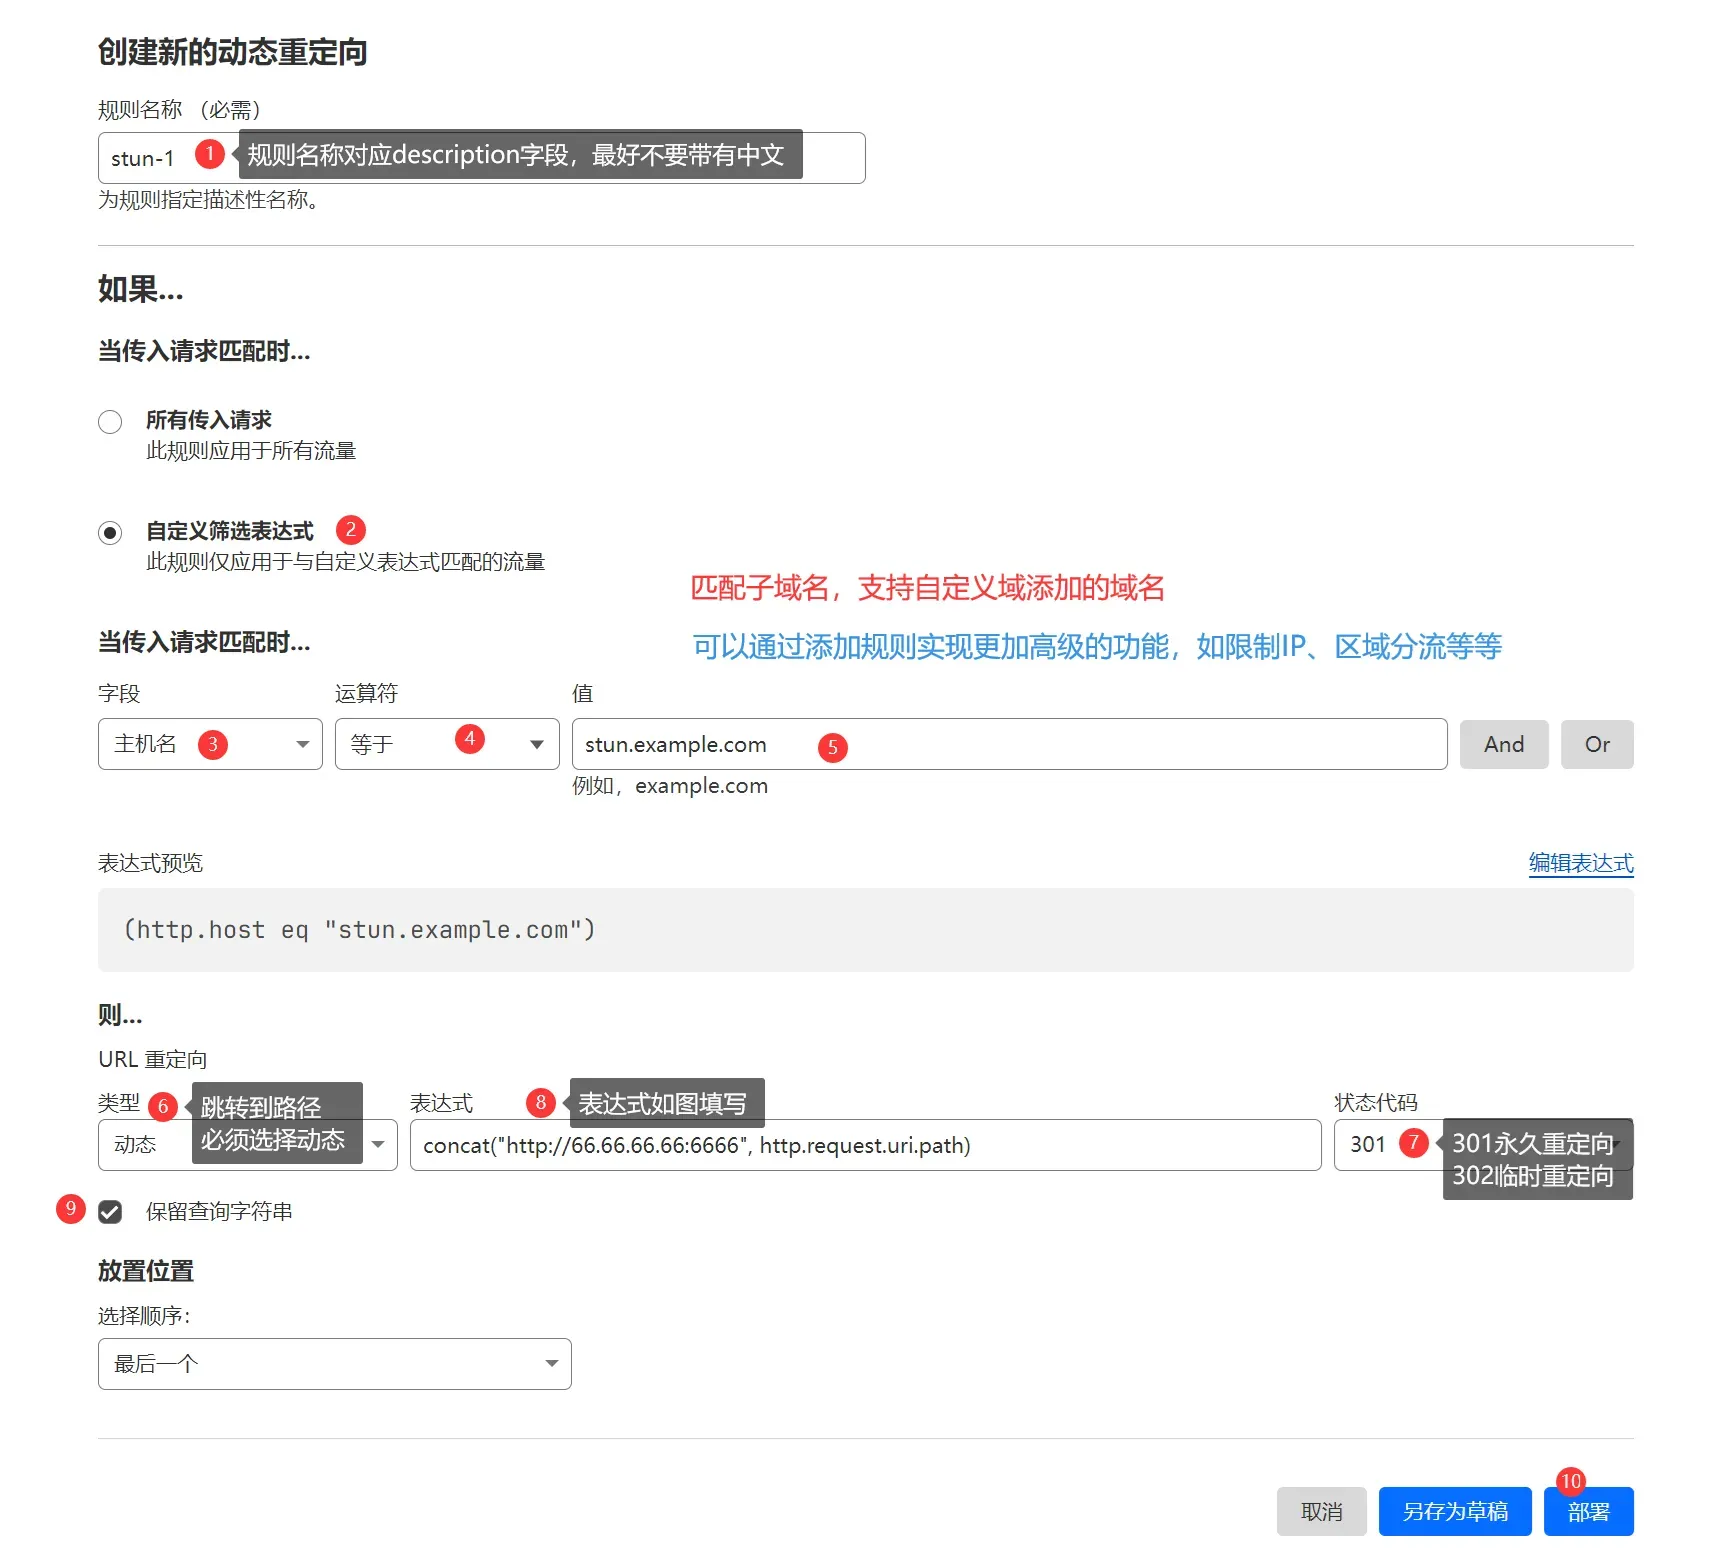 创建新的动态重定向
规则名称 （必需）
stun-1 1 规则名称对应description字段，最好不要带有中文
为规则指定描述性名称。
如果...
当传入请求匹配时...
所有传入请求
此规则应用于所有流量
自定义筛选表达式 2
此规则仅应用于与自定义表达式匹配的流量
匹配子域名，支持自定义域添加的域名
可以通过添加规则实现更加高级的功能，如限制IP、区域分流等等
当传入请求匹配时...
字段 运算符 值
主机名 3 等于 4 stun.example.com 5 And Or
例如，example.com
表达式预览 编辑表达式
(http.host eq "stun.example.com")
则...
URL 重定向
类型 6 跳转到路径 表达式 8 表达式如图填写 状态代码
动态 必须选择动态 concat("http://66.66.66.66:6666", http.request.uri.path) 301 7 301永久重定向
302临时重定向
9 保留查询字符串
放置位置
选择顺序：
最后一个
10
取消 另存为草稿 部署